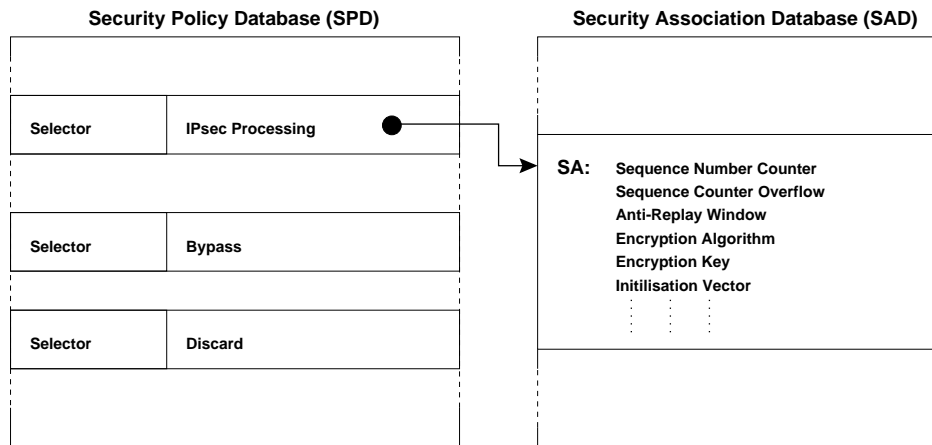 Security Policy Database (SPD)
Security Association Database (SAD)
Selector
IPsec Processing
SA:
Sequence Number Counter
Sequence Counter Overflow
Anti-Replay Window
Encryption Algorithm
Encryption Key
Initilisation Vector
Selector
Bypass
Selector
Discard